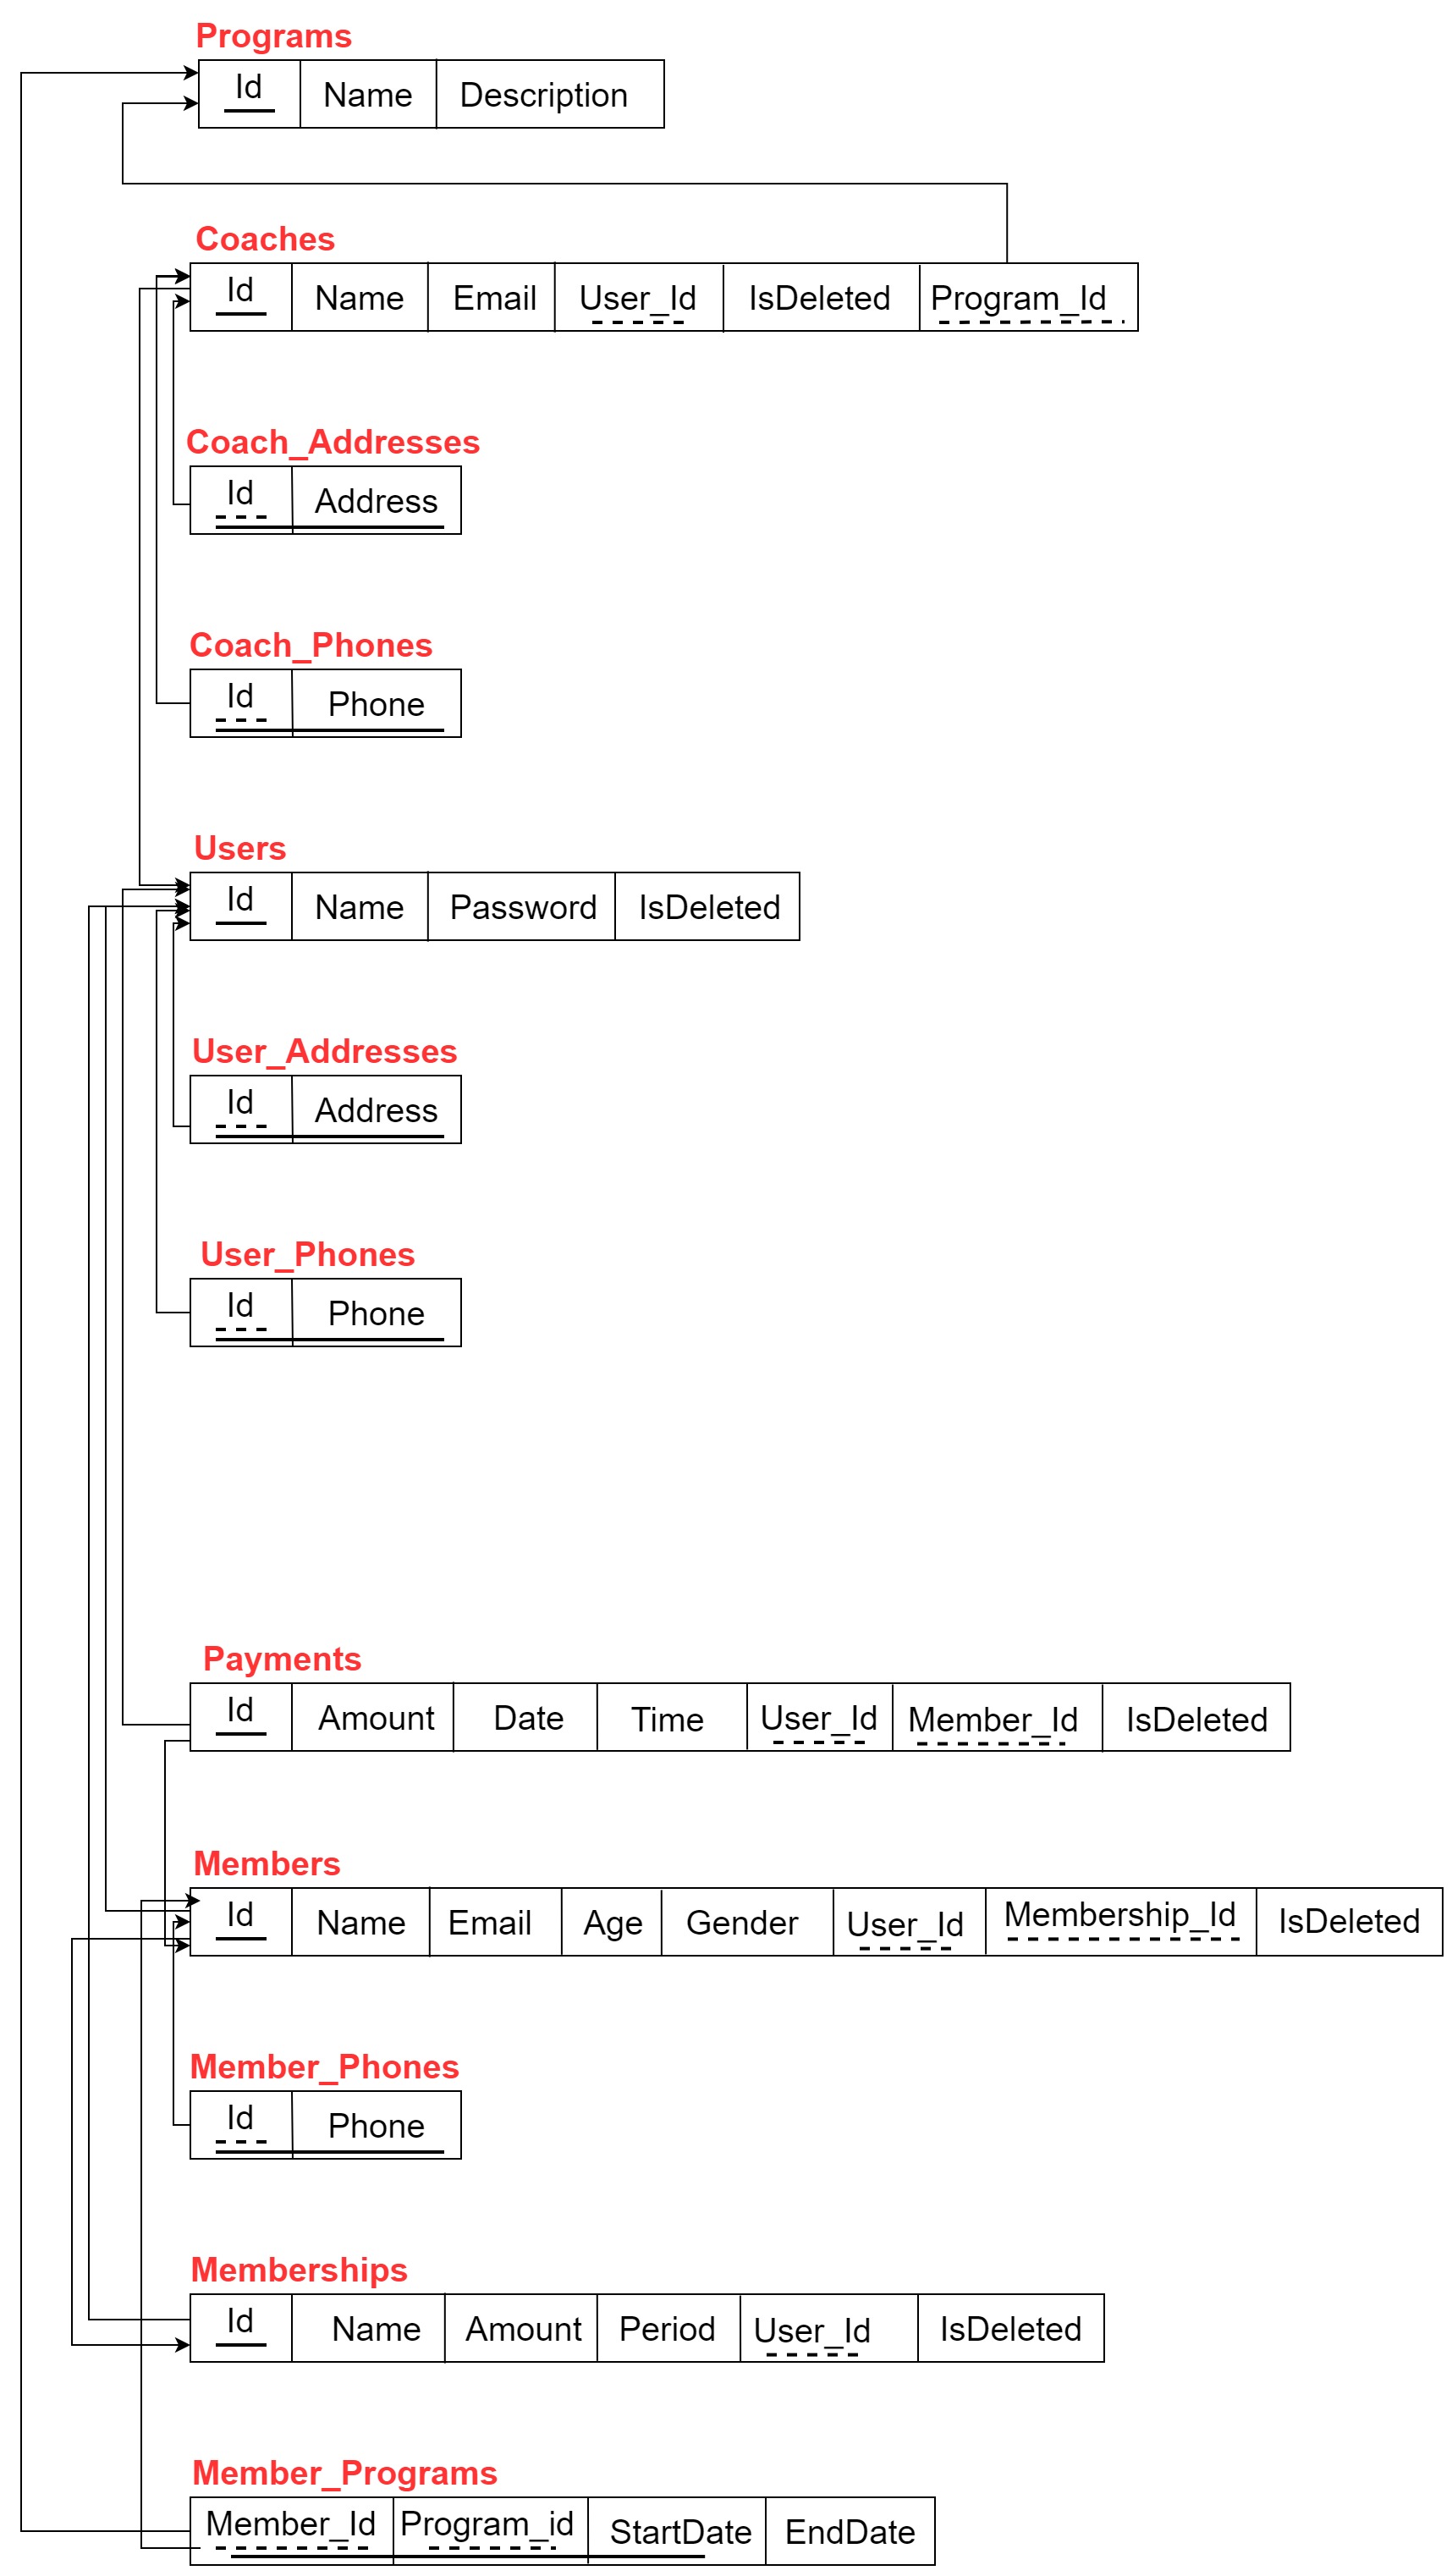 Programs
Id Name Description
Coaches
Id Name Email User_Id IsDeleted Program_Id
Coach_Addresses
Id Address
Coach_Phones
Id Phone
Users
Id Name Password IsDeleted
User_Addresses
Id Address
User_Phones
Id Phone
Payments
Id Amount Date Time User_Id Member_Id IsDeleted
Members
Id Name Email Age Gender User_Id Membership_Id IsDeleted
Member_Phones
Id Phone
Memberships
Id Name Amount Period User_Id IsDeleted
Member_Programs
Member_Id Program_id StartDate EndDate